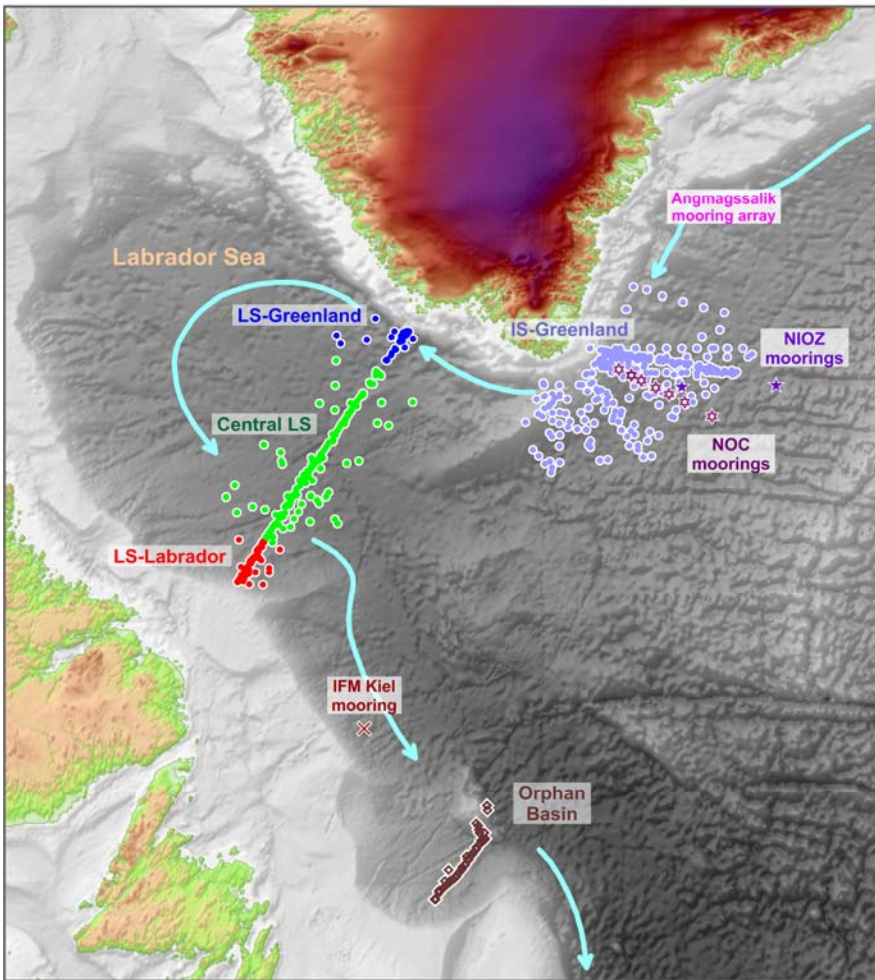 Angmagssalik
mooring array
Labrador Sea
LS-Greenland
IS-Greenland
NIOZ
moorings
Central LS
NOC
moorings
LS-Labrador
IFM Kiel
mooring
Orphan
Basin